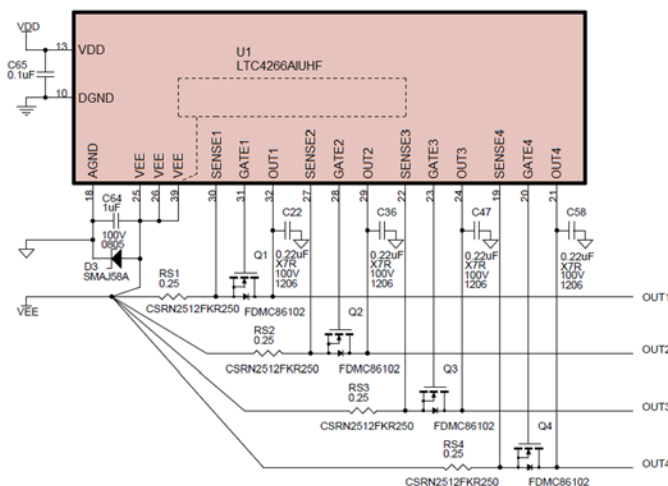 VDD
13
VDD
C65
0.1uF
10
DGND
U1
LTC4266AIUHF
AGND
VEE
VEE
VEE
SENSE1
GATE1
OUT1
SENSE2
GATE2
OUT2
SENSE3
GATE3
OUT3
SENSE4
GATE4
OUT4
18
25
26
39
30
31
32
27
28
29
22
23
24
19
20
21
C64
1uF
100V
0805
D3
SMAJ58A
C22
0.22uF
X7R
100V
1206
C36
0.22uF
X7R
100V
1206
C47
0.22uF
X7R
100V
1206
C58
0.22uF
X7R
100V
1206
VEE
RS1
0.25
CSRN2512FKR250
Q1
FDMC86102
OUT1
RS2
0.25
CSRN2512FKR250
Q2
FDMC86102
OUT2
RS3
0.25
CSRN2512FKR250
Q3
FDMC86102
OUT3
RS4
0.25
CSRN2512FKR250
Q4
FDMC86102
OUT4